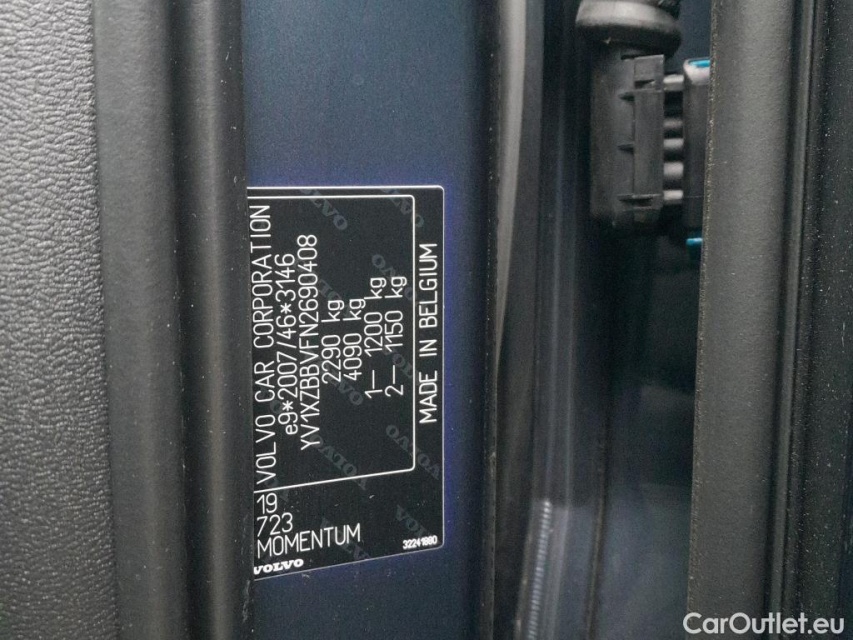 VOLVO CAR CORPORATION
e9*2007/46*3146
YV1XZBBVFN2690408
2290 kg
4090 kg
1— 1200 kg
2— 1150 kg
MADE IN BELGIUM
19
723
MOMENTUM
VOLVO
32241990
CarOutlet.eu